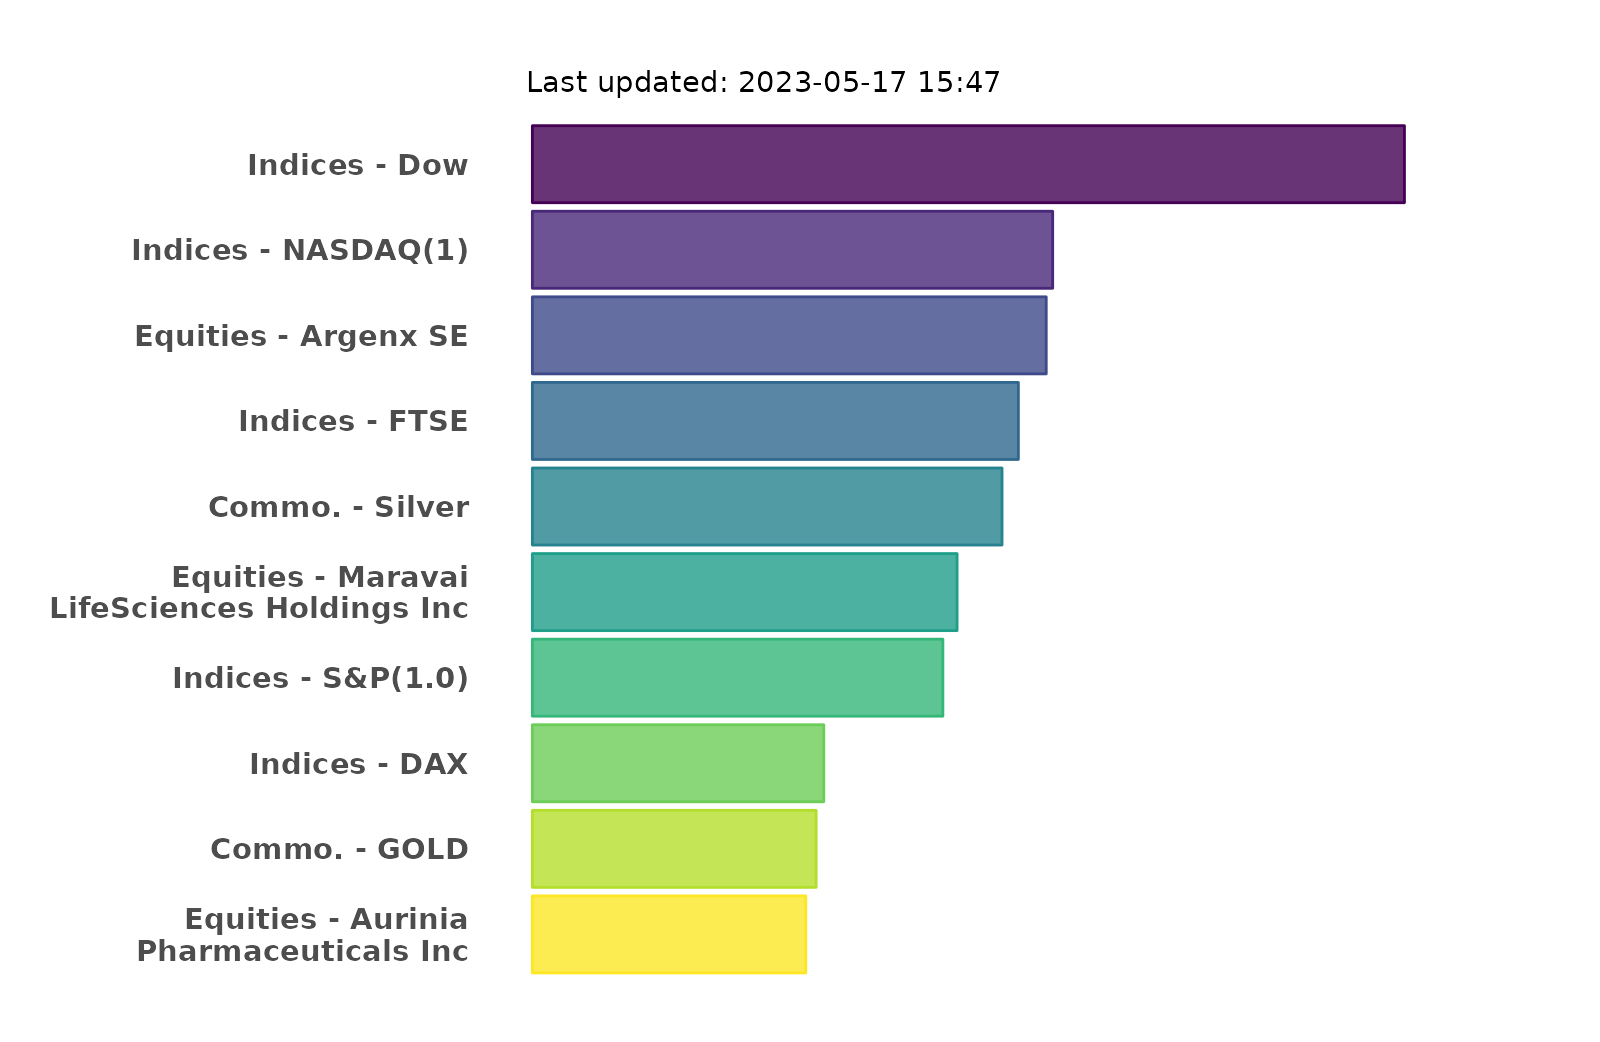 Last updated: 2023-05-17 15:47
Indices - Dow
Indices - NASDAQ(1)
Equities - Argenx SE
Indices - FTSE
Commo. - Silver
Equities - Maravai
LifeSciences Holdings Inc
Indices - S&P(1.0)
Indices - DAX
Commo. - GOLD
Equities - Aurinia
Pharmaceuticals Inc